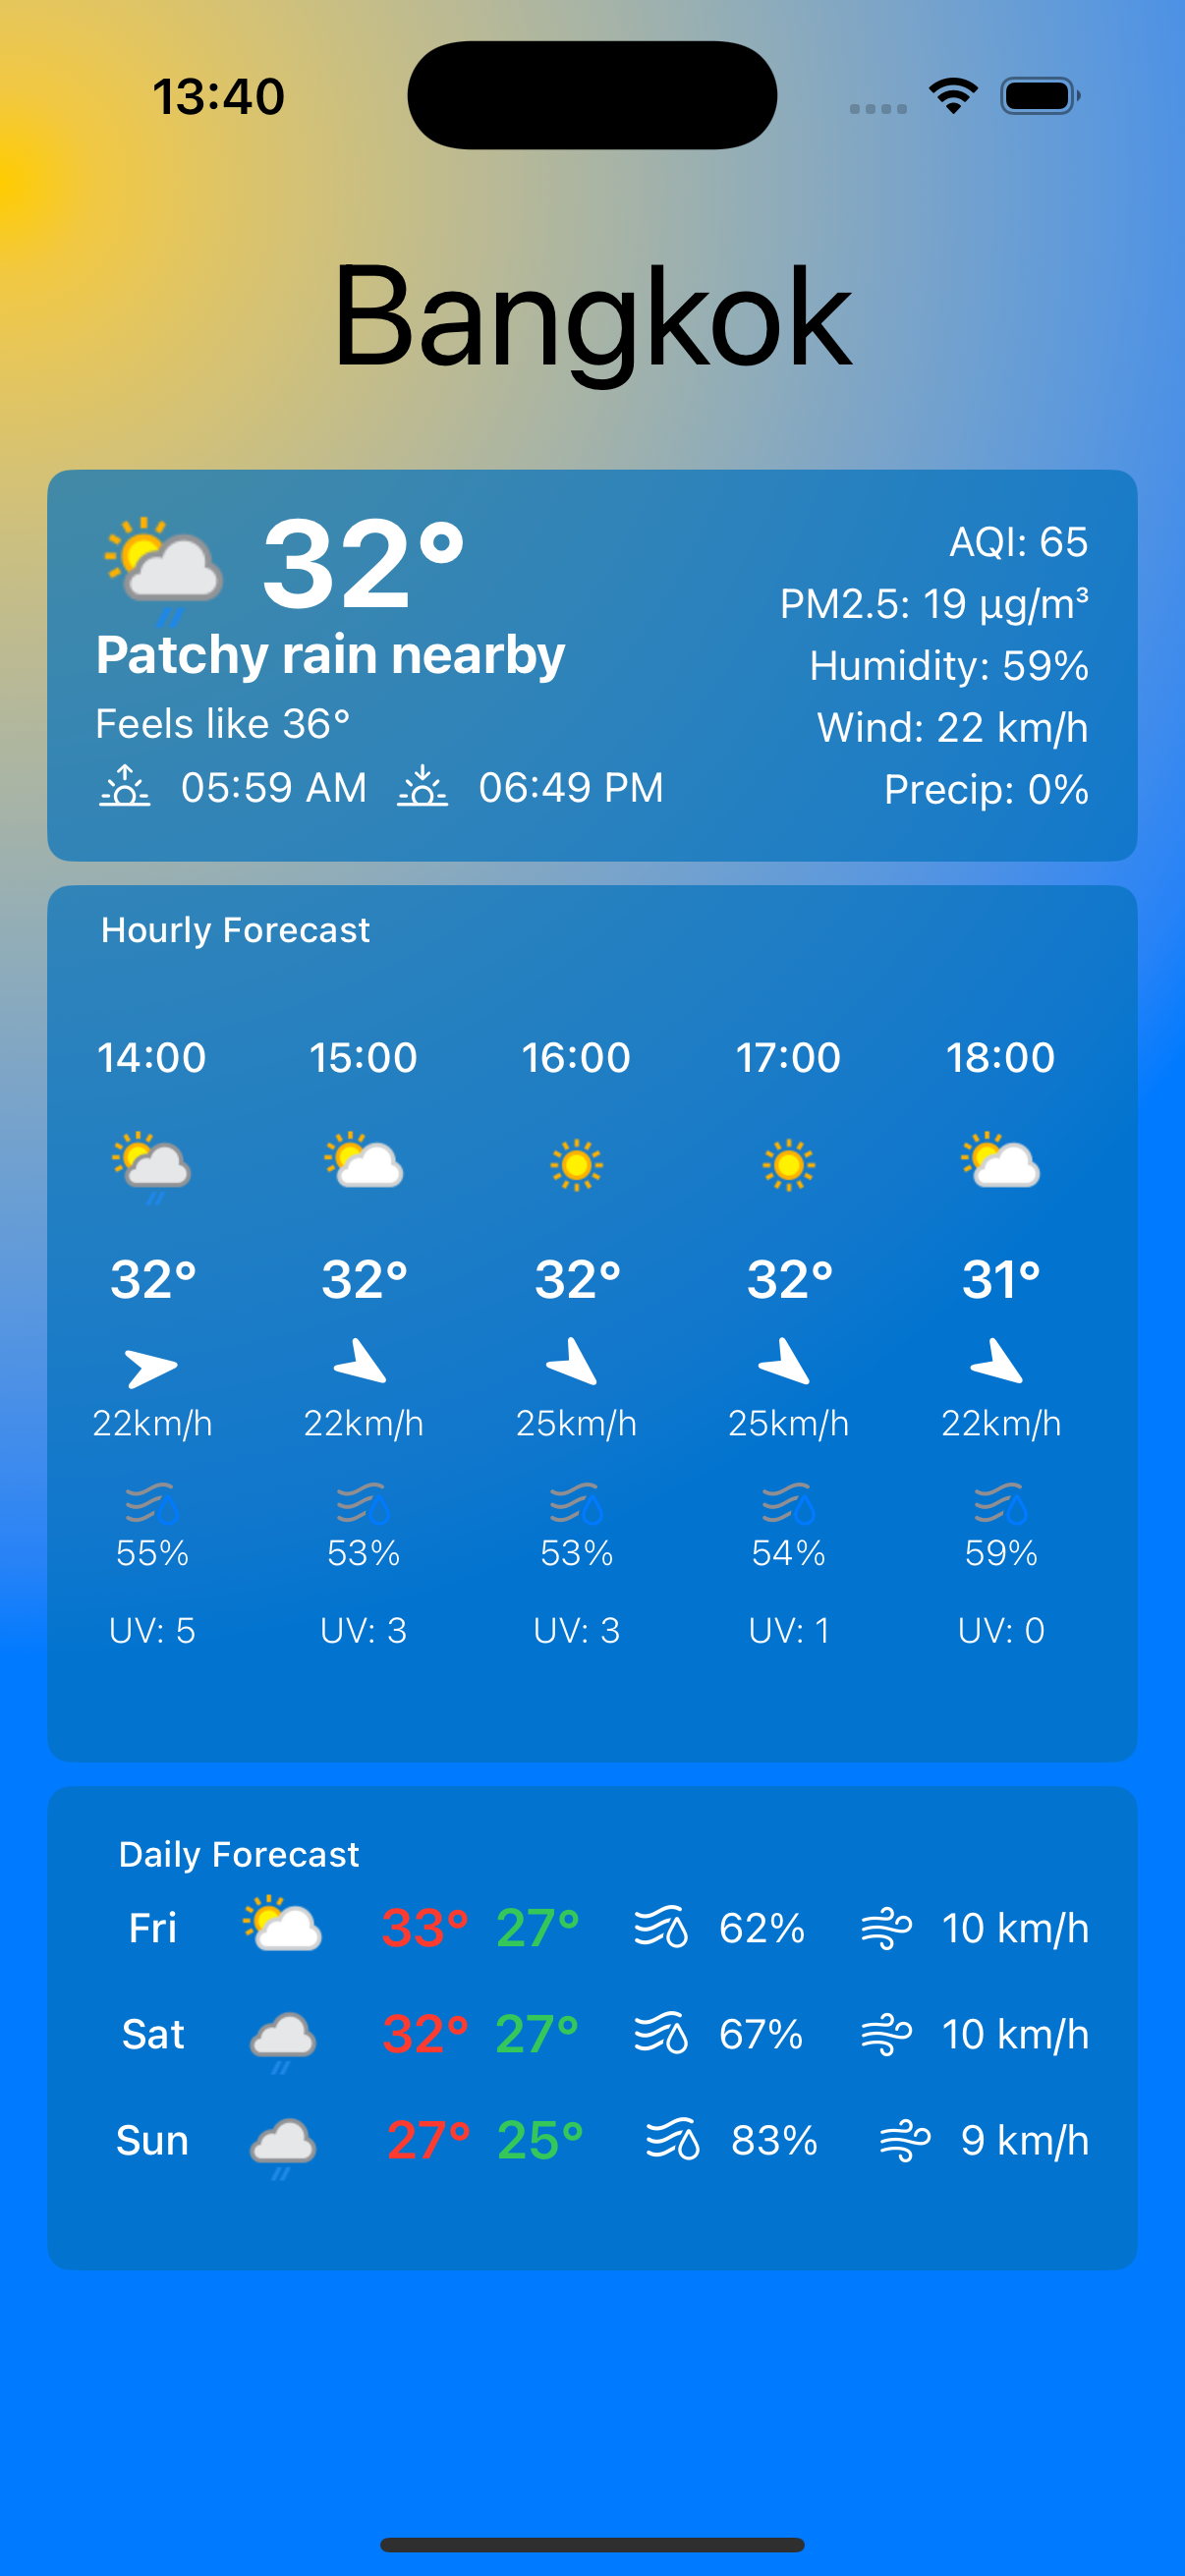 13:40
Bangkok
32°
Patchy rain nearby
Feels like 36°
05:59 AM 06:49 PM
AQI: 65
PM2.5: 19 µg/m³
Humidity: 59%
Wind: 22 km/h
Precip: 0%
Hourly Forecast
14:00 15:00 16:00 17:00 18:00
32° 32° 32° 32° 31°
22km/h 22km/h 25km/h 25km/h 22km/h
55% 53% 53% 54% 59%
UV: 5 UV: 3 UV: 3 UV: 1 UV: 0
Daily Forecast
Fri 33° 27° 62% 10 km/h
Sat 32° 27° 67% 10 km/h
Sun 27° 25° 83% 9 km/h